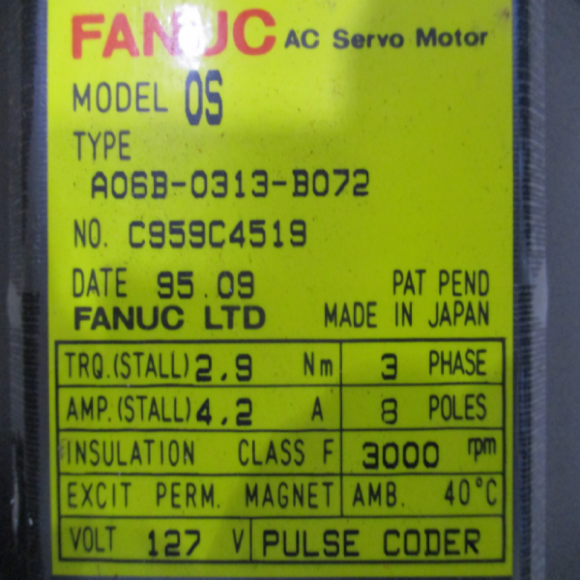 FANUC AC Servo Motor
MODEL 0S
TYPE
A06B-0313-B072
NO. C959C4519
DATE 95.09 PAT PEND
FANUC LTD MADE IN JAPAN
TRQ.(STALL) 2.9 Nm 3 PHASE
AMP.(STALL) 4.2 A 8 POLES
INSULATION CLASS F 3000 rpm
EXCIT PERM. MAGNET AMB. 40°C
VOLT 127 V PULSE CODER